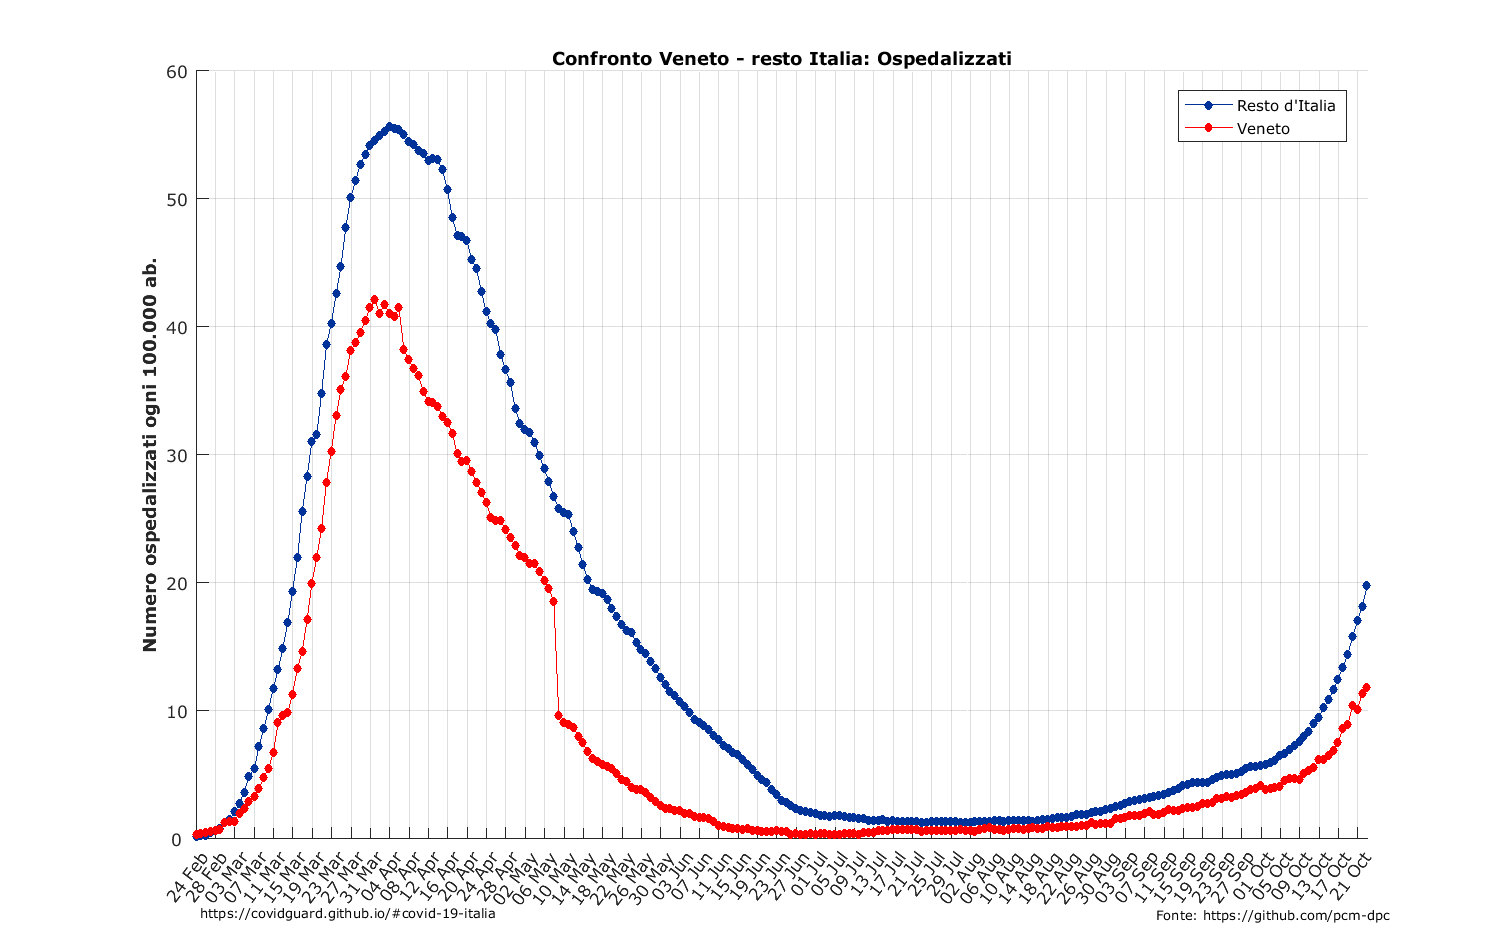 Confronto Veneto - resto Italia: Ospedalizzati
Resto d'Italia
Veneto
Numero ospedalizzati ogni 100.000 ab.
60
50
40
30
20
10
0
24 Feb
28 Feb
03 Mar
07 Mar
11 Mar
15 Mar
19 Mar
23 Mar
27 Mar
31 Mar
04 Apr
08 Apr
12 Apr
16 Apr
20 Apr
24 Apr
28 Apr
02 May
06 May
10 May
14 May
18 May
22 May
26 May
30 May
03 Jun
07 Jun
11 Jun
15 Jun
19 Jun
23 Jun
27 Jun
01 Jul
05 Jul
09 Jul
13 Jul
17 Jul
21 Jul
25 Jul
29 Jul
02 Aug
06 Aug
10 Aug
14 Aug
18 Aug
22 Aug
26 Aug
30 Aug
03 Sep
07 Sep
11 Sep
15 Sep
19 Sep
23 Sep
27 Sep
01 Oct
05 Oct
09 Oct
13 Oct
17 Oct
21 Oct
https://covidguard.github.io/#covid-19-italia
Fonte: https://github.com/pcm-dpc